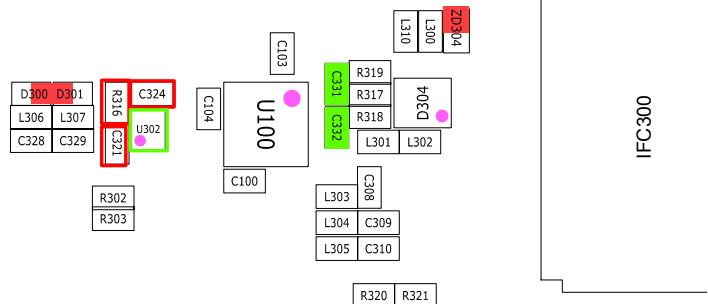 L310
L300
ZD304
C103
C331
R319
D300
D301
R316
C324
C104
U100
R317
D304
L306
L307
U302
C332
R318
C328
C329
C321
L301
L302
IFC300
C100
C308
R302
L303
R303
L304
C309
L305
C310
R320
R321